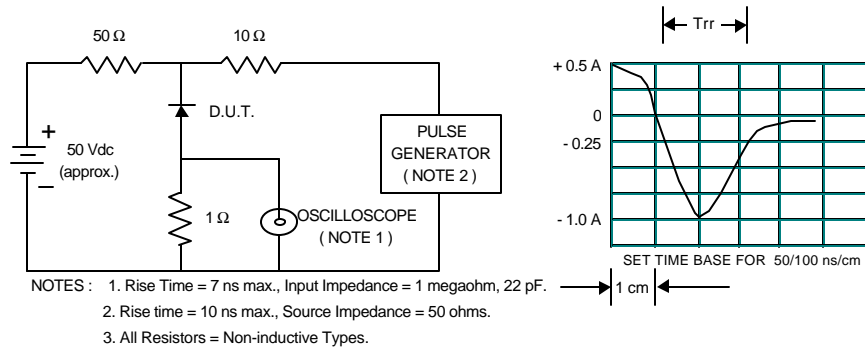 50 Ω
10 Ω
D.U.T.
+
50 Vdc
(approx.)
−
1 Ω
OSCILLOSCOPE
( NOTE 1 )
PULSE
GENERATOR
( NOTE 2 )
Trr
+ 0.5 A
0
- 0.25
- 1.0 A
SET TIME BASE FOR 50/100 ns/cm
1 cm
NOTES : 1. Rise Time = 7 ns max., Input Impedance = 1 megaohm, 22 pF.
2. Rise time = 10 ns max., Source Impedance = 50 ohms.
3. All Resistors = Non-inductive Types.